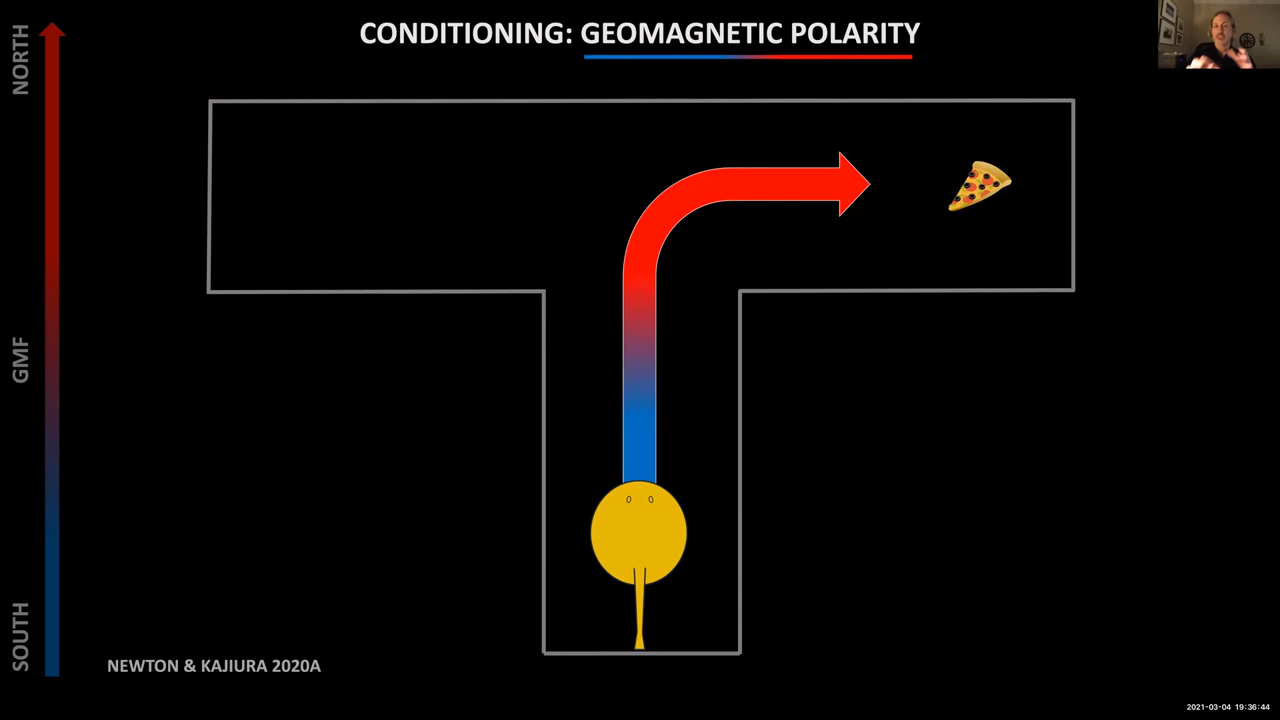 CONDITIONING: GEOMAGNETIC POLARITY
NORTH
GMF
SOUTH
NEWTON & KAJIURA 2020A
2021-03-04 19:36:44